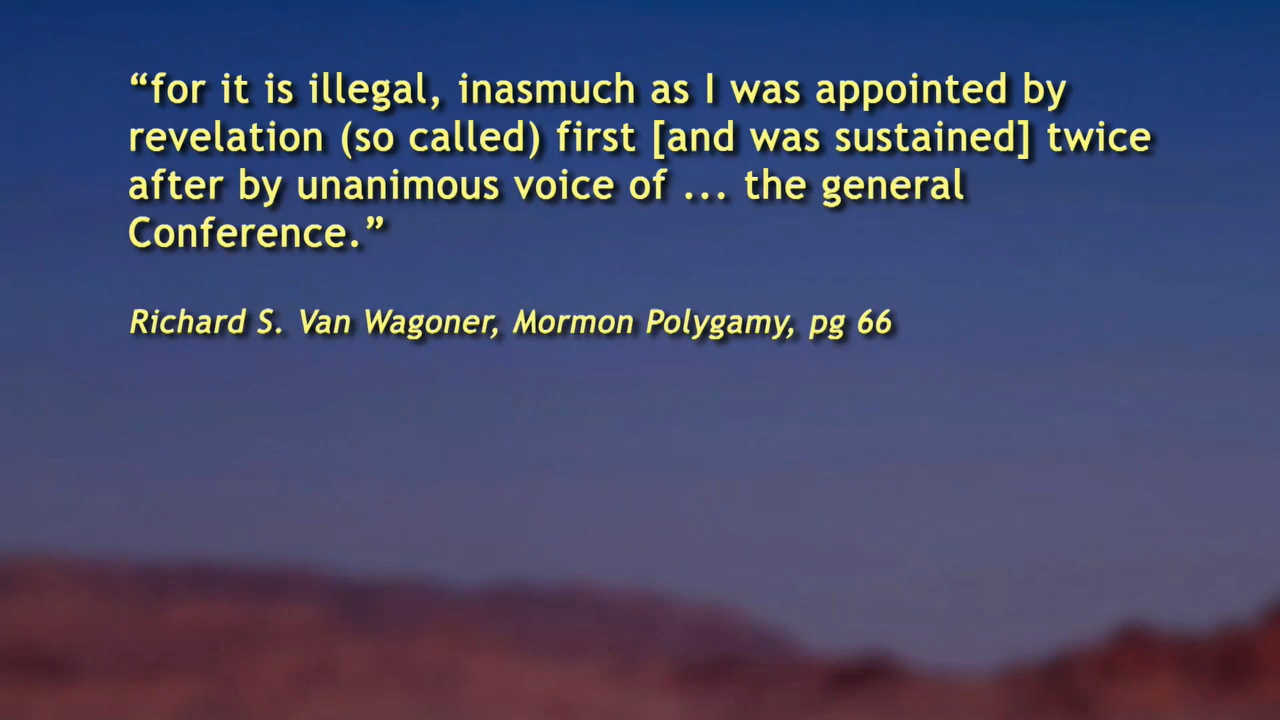 “for it is illegal, inasmuch as I was appointed by
revelation (so called) first [and was sustained] twice
after by unanimous voice of ... the general
Conference.”
Richard S. Van Wagoner, Mormon Polygamy, pg 66